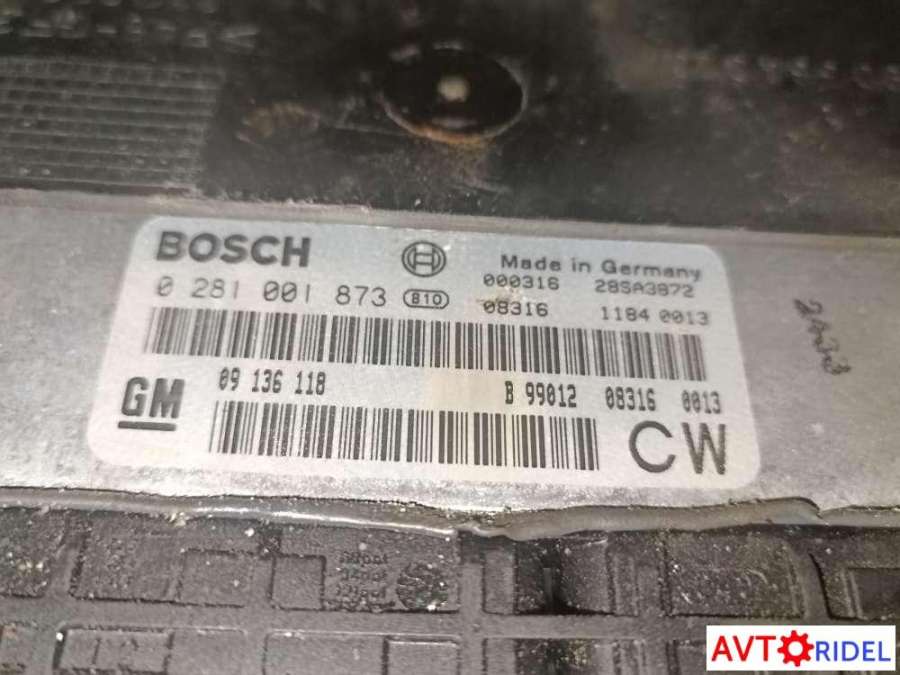 BOSCH
Made in Germany
0 281 001 873 B10
000316 28SA3872
08316 1184 0013
GM
09 136 118
B 99012 08316 0013
CW
AVTORIDEL